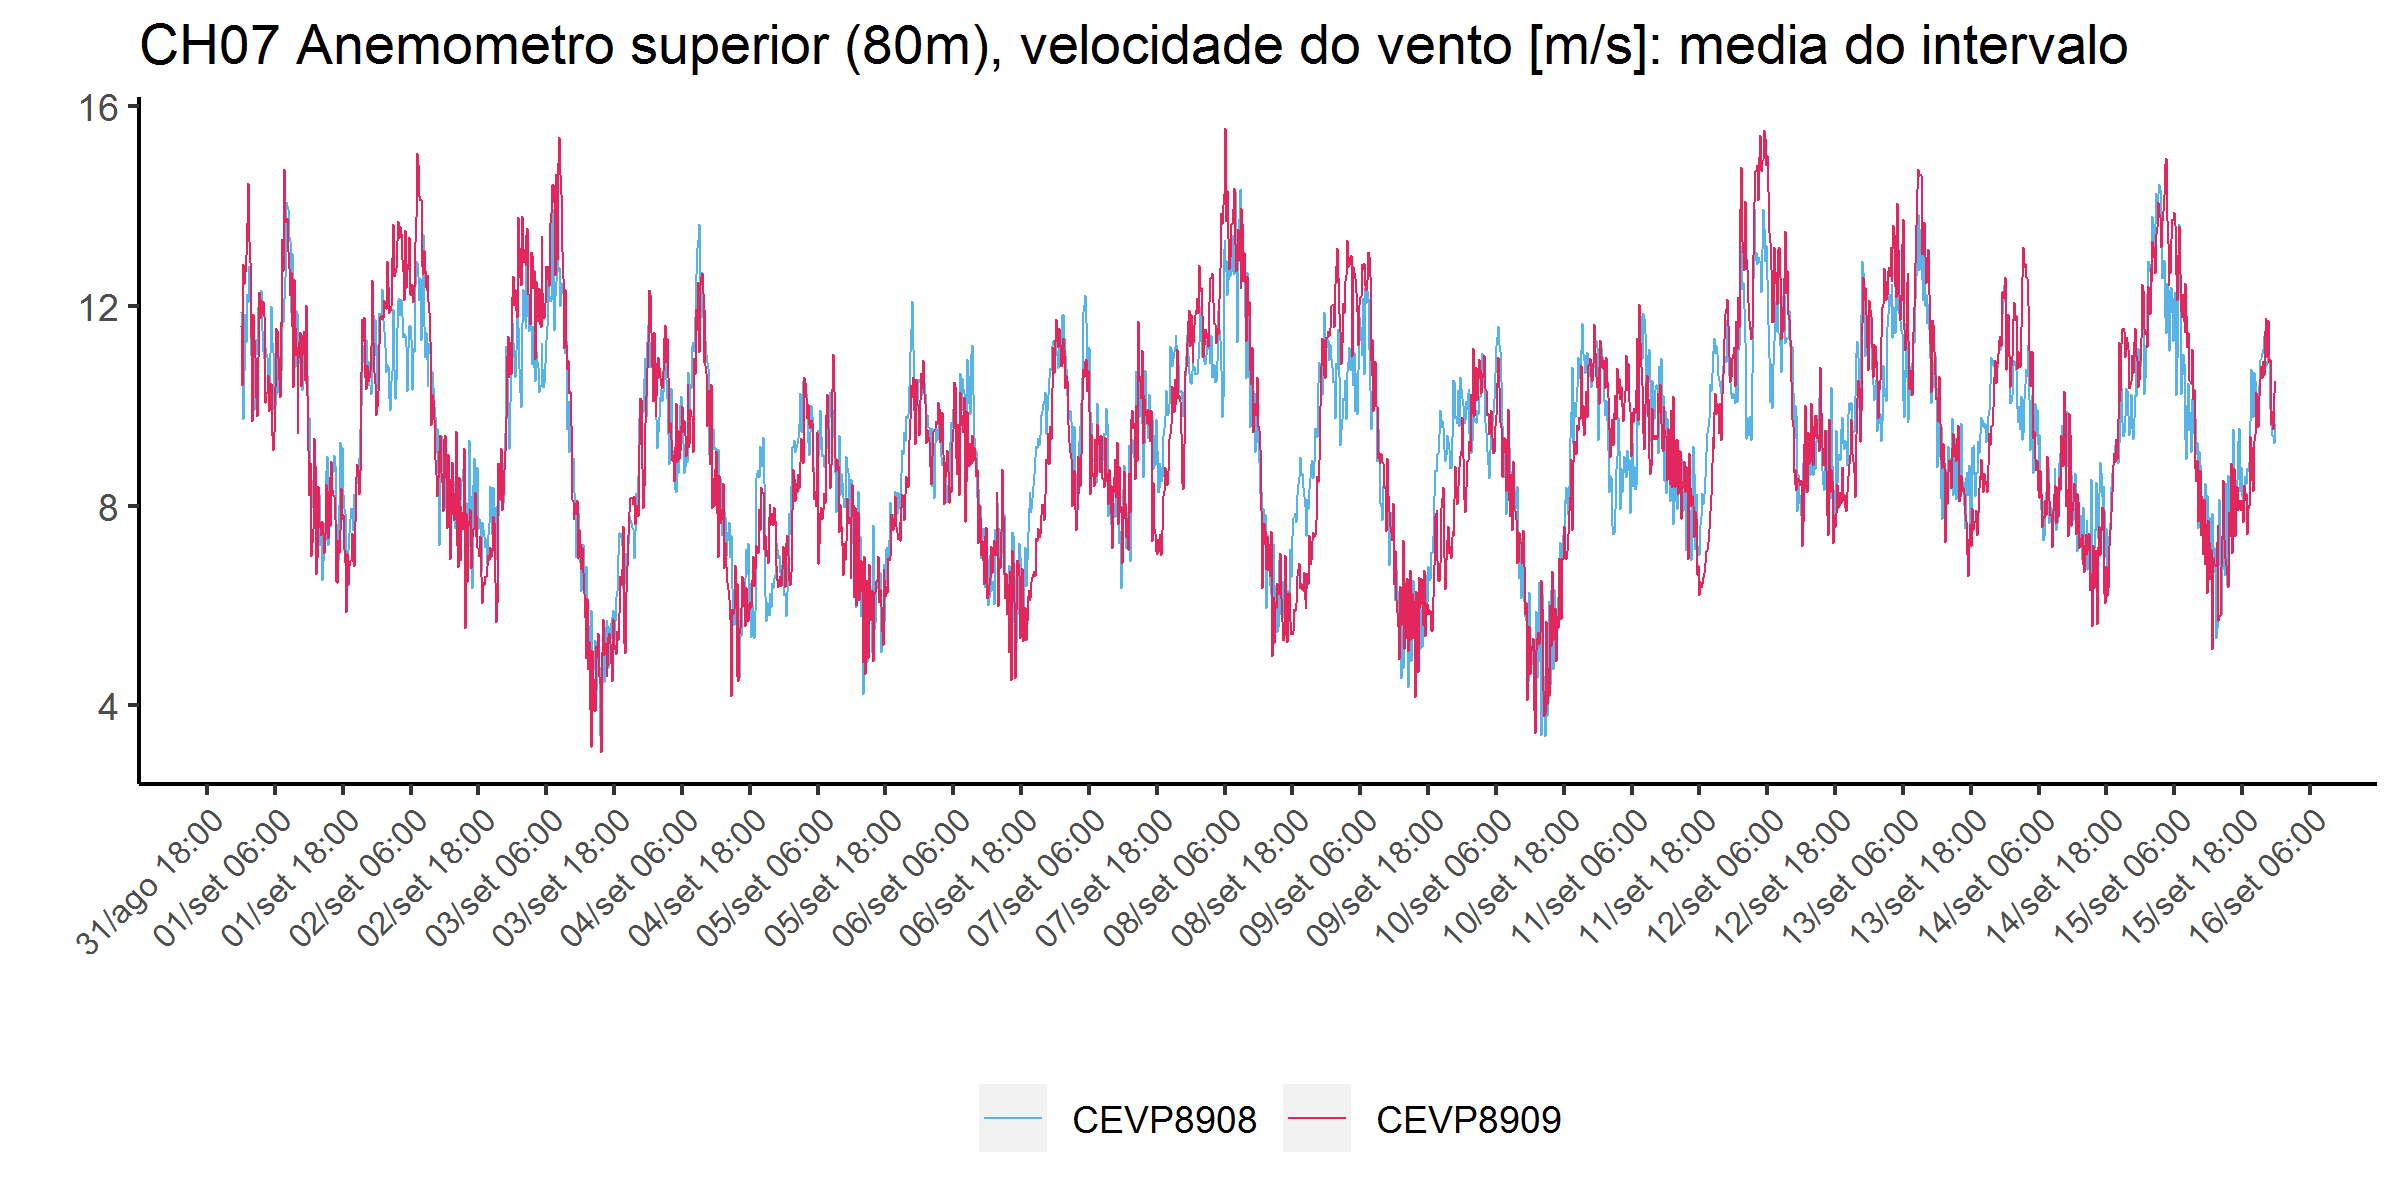 CH07 Anemometro superior (80m), velocidade do vento [m/s]: media do intervalo
16
12
8
4
31/ago 18:00
01/set 06:00
01/set 18:00
02/set 06:00
02/set 18:00
03/set 06:00
03/set 18:00
04/set 06:00
04/set 18:00
05/set 06:00
05/set 18:00
06/set 06:00
06/set 18:00
07/set 06:00
07/set 18:00
08/set 06:00
08/set 18:00
09/set 06:00
09/set 18:00
10/set 06:00
10/set 18:00
11/set 06:00
11/set 18:00
12/set 06:00
12/set 18:00
13/set 06:00
13/set 18:00
14/set 06:00
14/set 18:00
15/set 06:00
15/set 18:00
16/set 06:00
CEVP8908 CEVP8909